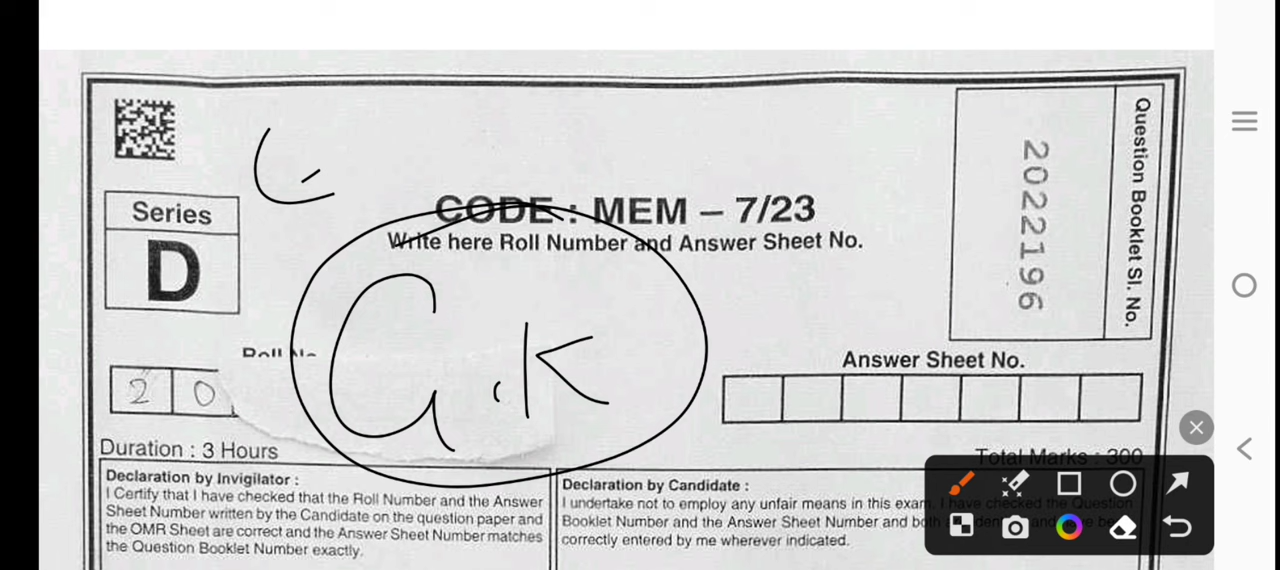 Series
D
CODE : MEM – 7/23
Write here Roll Number and Answer Sheet No.
2022196
Question Booklet Sl. No.
Roll
G.K
2 0
Answer Sheet No.
Duration : 3 Hours
Total Marks : 300
Declaration by Invigilator :
I Certify that I have checked that the Roll Number and the Answer
Sheet Number written by the Candidate on the question paper and
the OMR Sheet are correct and the Answer Sheet Number matches
the Question Booklet Number exactly.
Declaration by Candidate :
I undertake not to employ any unfair means in this exam. I have checked the Question
Booklet Number and the Answer Sheet Number and both
correctly entered by me wherever indicated.